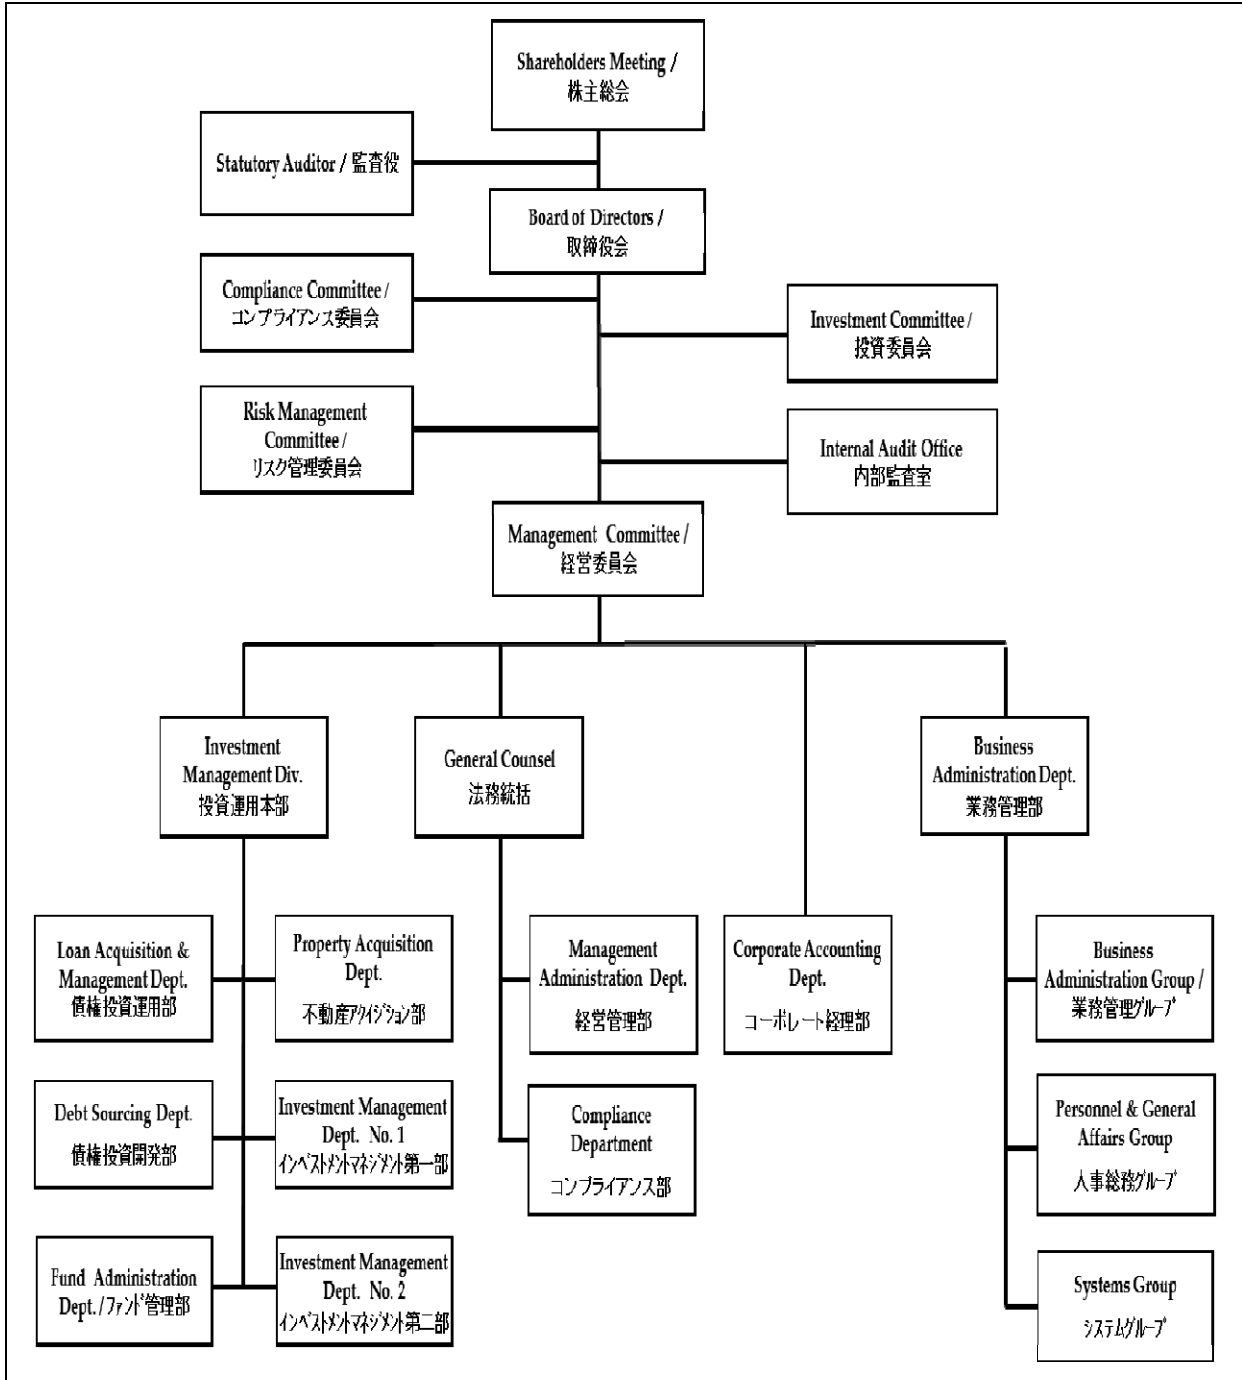 Shareholders Meeting /
株主総会
Statutory Auditor / 監査役
Board of Directors /
取締役会
Compliance Committee /
コンプライアンス委員会
Investment Committee /
投資委員会
Risk Management
Committee /
リスク管理委員会
Internal Audit Office
内部監査室
Management Committee /
経営委員会
Investment
Management Div.
投資運用本部
General Counsel
法務統括
Business
Administration Dept.
業務管理部
Loan Acquisition &
Management Dept.
債権投資運用部
Property Acquisition
Dept.
不動産アクイジション部
Management
Administration Dept.
経営管理部
Corporate Accounting
Dept.
コーポレート経理部
Business
Administration Group /
業務管理グループ
Debt Sourcing Dept.
債権投資開発部
Investment Management
Dept. No. 1
インベストメントマネジメント第一部
Compliance
Department
コンプライアンス部
Personnel & General
Affairs Group
人事総務グループ
Fund Administration
Dept. /ファンド管理部
Investment Management
Dept. No. 2
インベストメントマネジメント第二部
Systems Group
システムグループ